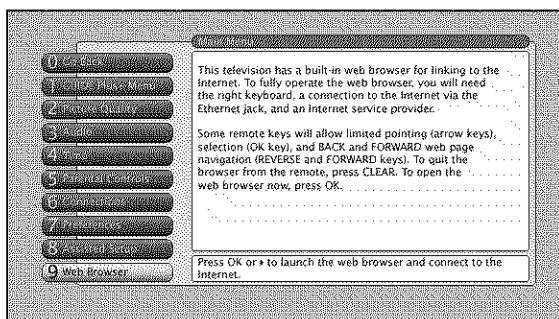 Main Menu
0 Go Back
1 Quick Phase Menu
2 Picture Quality
3 Audio
4 Time
5 Parental Controls
6 Connections
7 Preferences
8 Assisted Setup
9 Web Browser
This television has a built-in web browser for linking to the
Internet. To fully operate the web browser, you will need
the right keyboard, a connection to the Internet via the
Ethernet jack, and an Internet service provider.
Some remote keys will allow limited pointing (arrow keys),
selection (OK key), and BACK and FORWARD web page
navigation (REVERSE and FORWARD keys). To quit the
browser from the remote, press CLEAR. To open the
web browser now, press OK.
Press OK or ▸ to launch the web browser and connect to the
Internet.